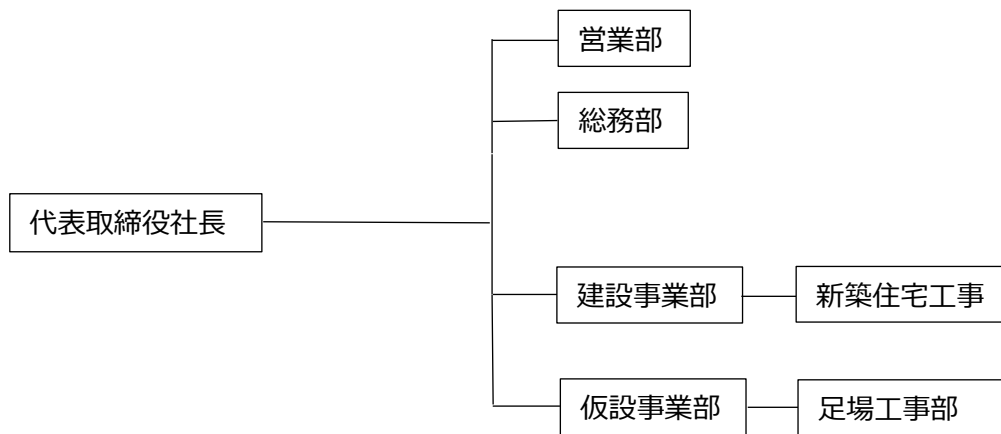 営業部
総務部
代表取締役社長
建設事業部
新築住宅工事
仮設事業部
足場工事部